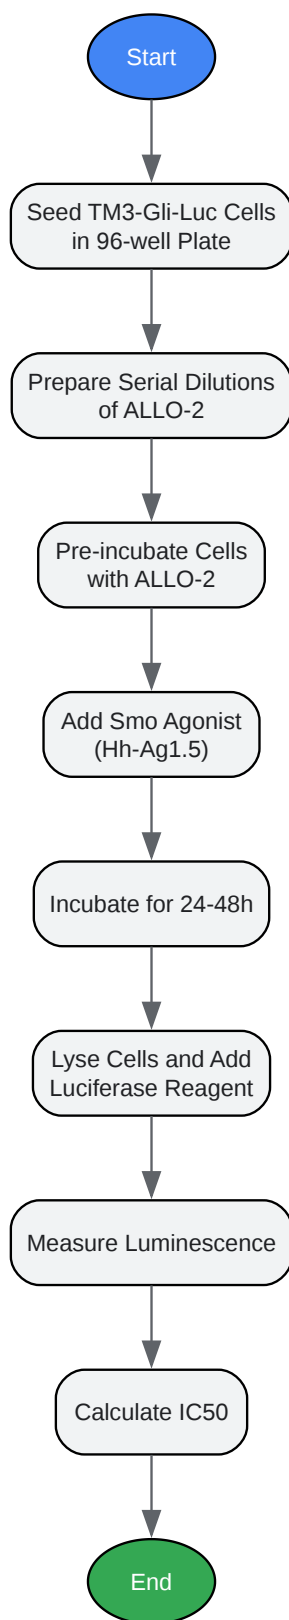 Start
Seed TM3-Gli-Luc Cells
in 96-well Plate
Prepare Serial Dilutions
of ALLO-2
Pre-incubate Cells
with ALLO-2
Add Smo Agonist
(Hh-Ag1.5)
Incubate for 24-48h
Lyse Cells and Add
Luciferase Reagent
Measure Luminescence
Calculate IC50
End